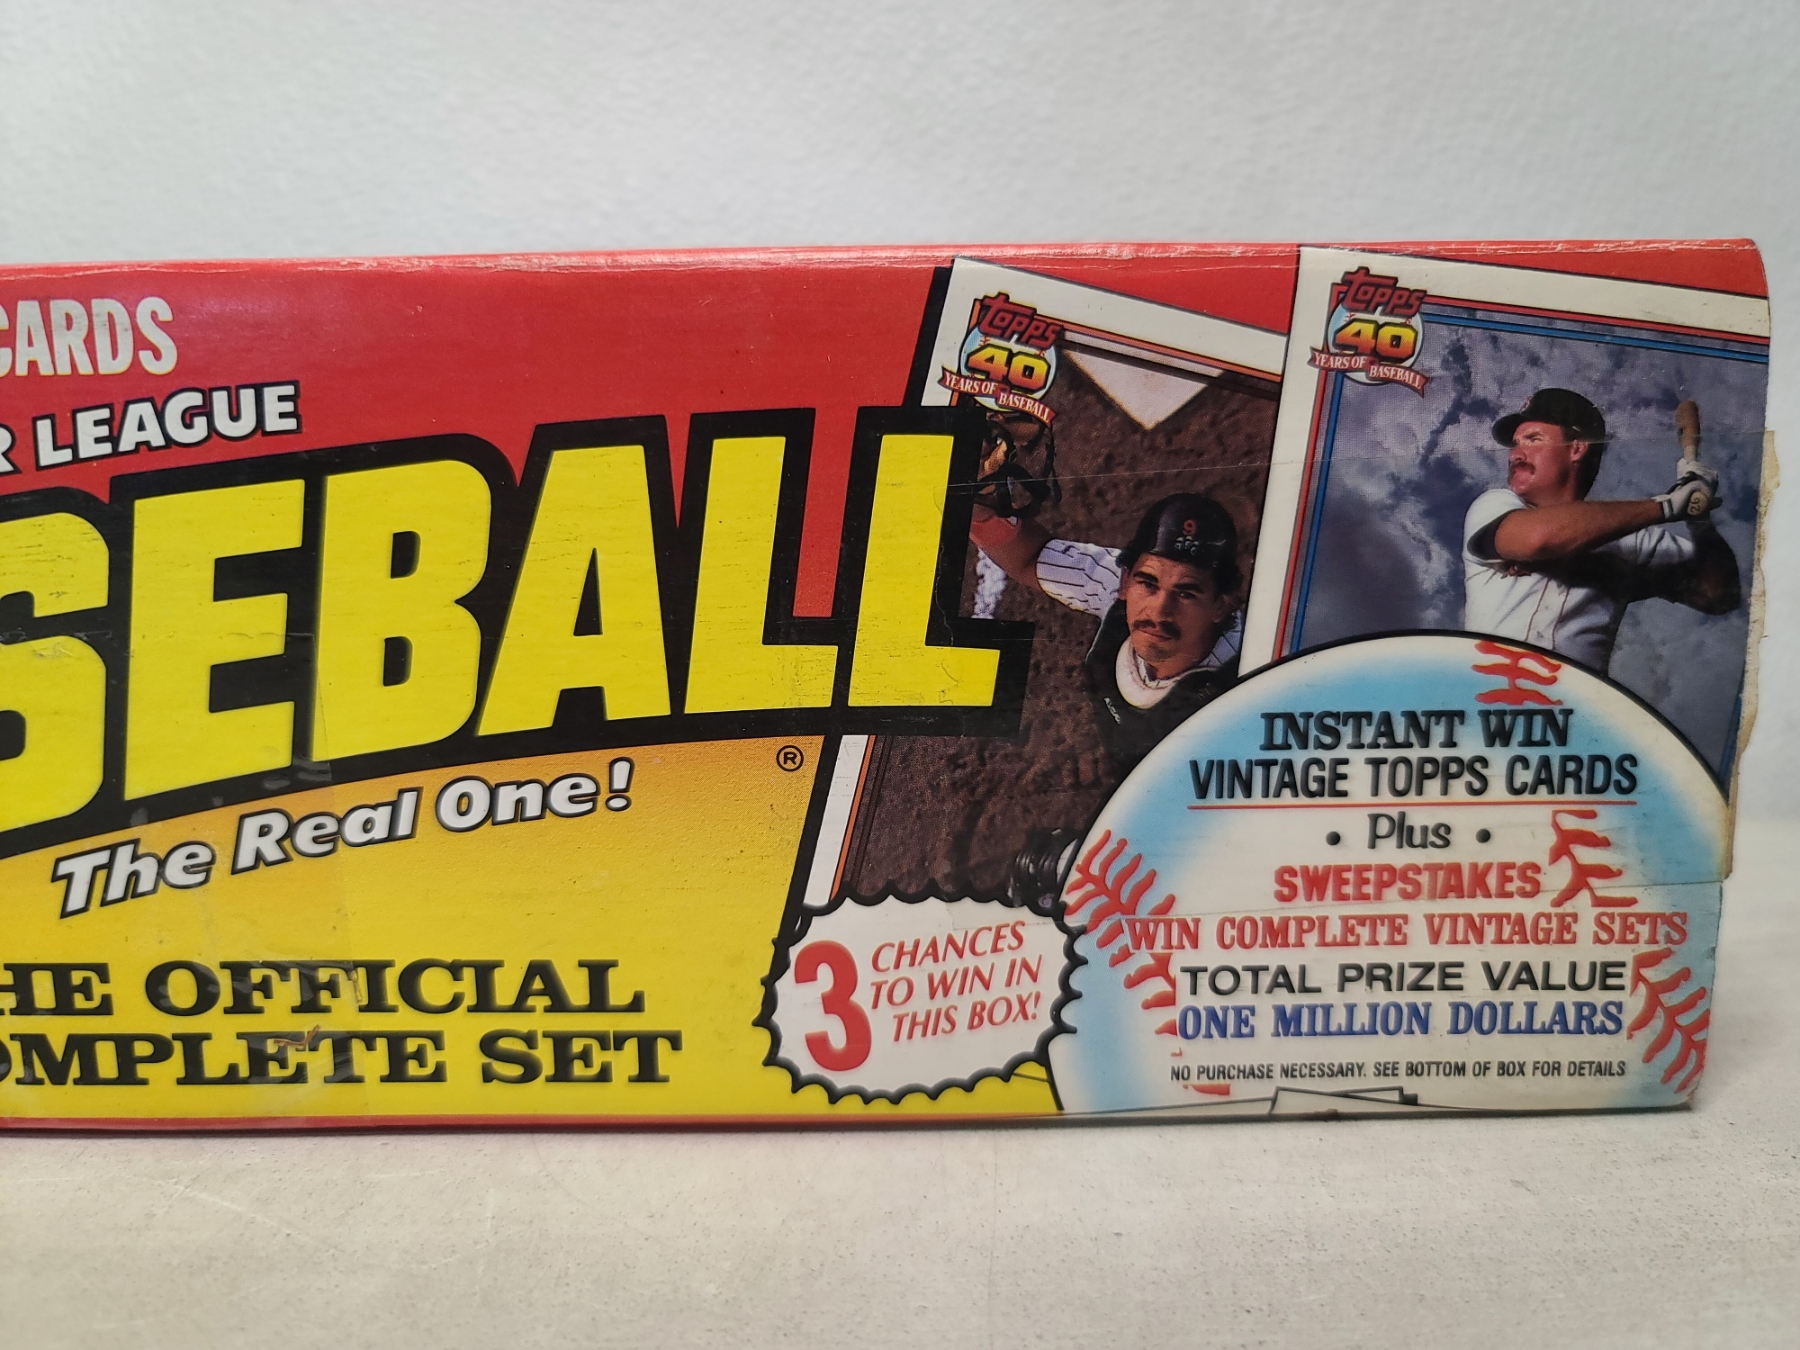 CARDS
R LEAGUE
SEBALL
®
The Real One!
HE OFFICIAL
OMPLETE SET
TOPPS
40
YEARS OF BASEBALL
TOPPS
40
YEARS OF BASEBALL
9
3 CHANCES
TO WIN IN
THIS BOX!
INSTANT WIN
VINTAGE TOPPS CARDS
• Plus •
SWEEPSTAKES
WIN COMPLETE VINTAGE SETS
TOTAL PRIZE VALUE
ONE MILLION DOLLARS
NO PURCHASE NECESSARY. SEE BOTTOM OF BOX FOR DETAILS